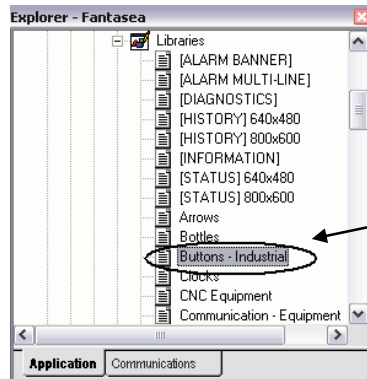 Explorer - Fantasea
Libraries
[ALARM BANNER]
[ALARM MULTI-LINE]
[DIAGNOSTICS]
[HISTORY] 640x480
[HISTORY] 800x600
[INFORMATION]
[STATUS] 640x480
[STATUS] 800x600
Arrows
Bottles
Buttons - Industrial
Clocks
CNC Equipment
Communication - Equipment
Application Communications